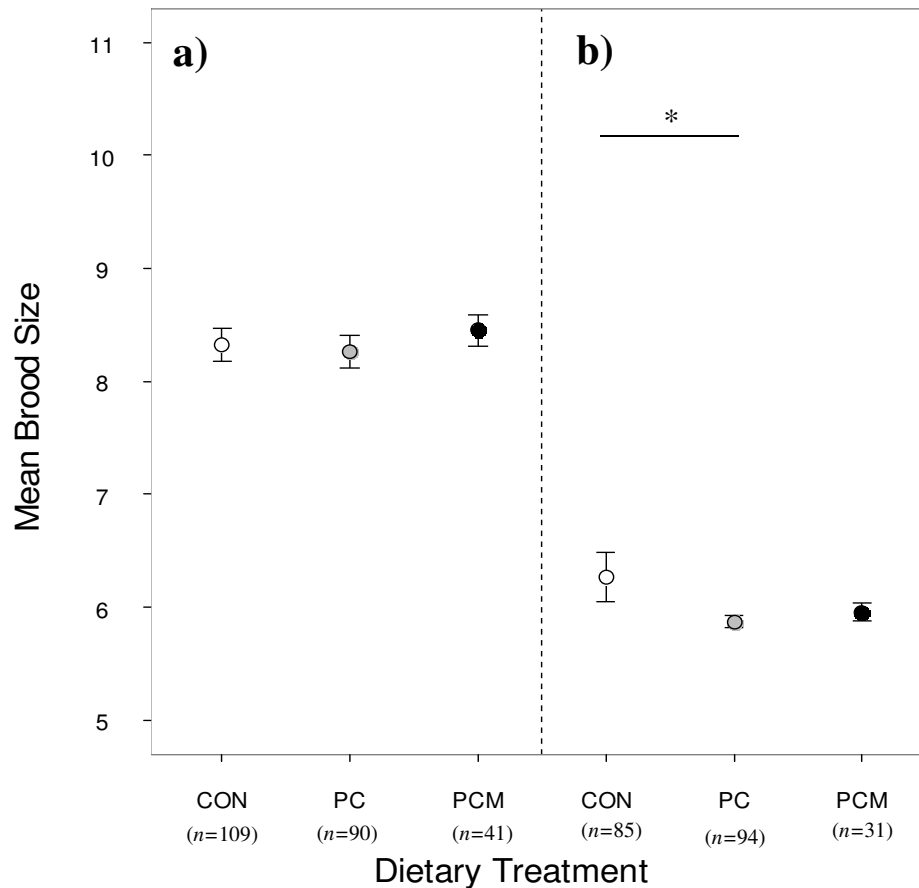 a)
b)
*
11
10
9
8
7
6
5
Mean Brood Size
CON PC PCM CON PC PCM
(n=109) (n=90) (n=41) (n=85) (n=94) (n=31)
Dietary Treatment